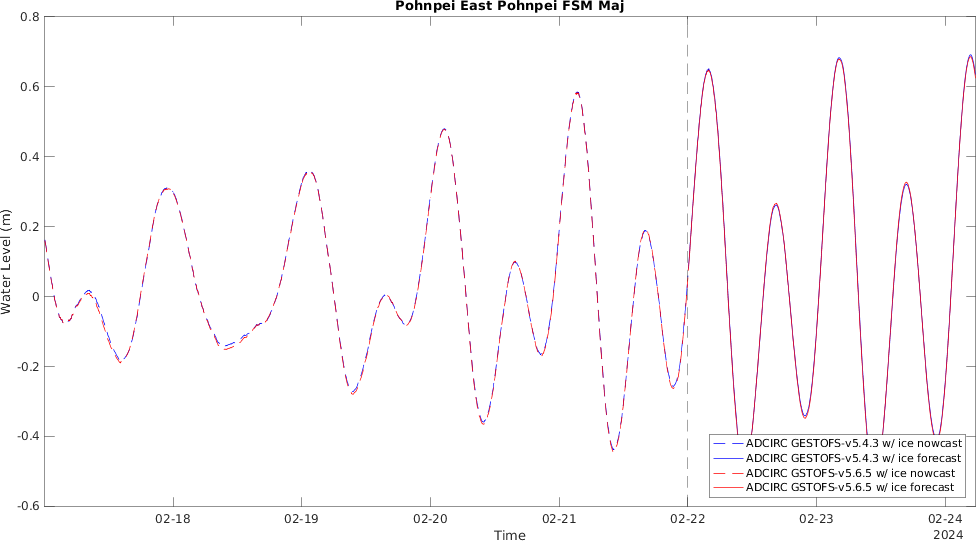 Pohnpei East Pohnpei FSM Maj
0.8
0.6
0.4
0.2
0
-0.2
-0.4
-0.6
Water Level (m)
02-18 02-19 02-20 02-21 02-22 02-23 02-24
Time
2024
ADCIRC GESTOFS-v5.4.3 w/ ice nowcast
ADCIRC GESTOFS-v5.4.3 w/ ice forecast
ADCIRC GSTOFS-v5.6.5 w/ ice nowcast
ADCIRC GSTOFS-v5.6.5 w/ ice forecast